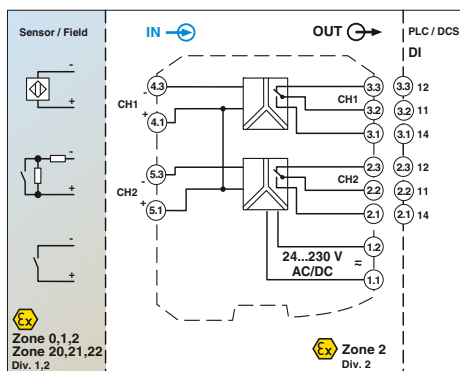 Sensor / Field
IN
OUT
PLC / DCS
DI
-
+
4.3
-
CH1
+
4.1
3.3
CH1
3.2
3.1
3.3
12
3.2
11
3.1
14
-
+
5.3
-
CH2
+
5.1
2.3
CH2
2.2
2.1
2.3
12
2.2
11
2.1
14
-
+
24...230 V
AC/DC
≈
1.2
1.1
Ex
Zone 0,1,2
Zone 20,21,22
Div. 1,2
Ex
Zone 2
Div. 2